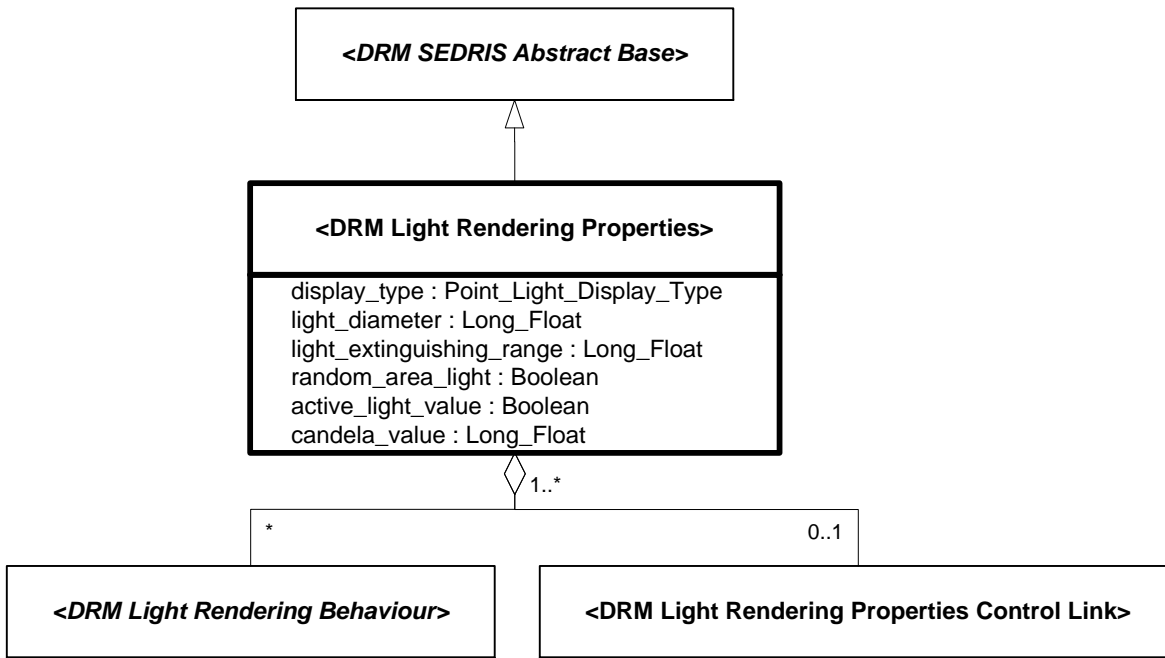 <DRM SEDRIS Abstract Base>
<DRM Light Rendering Properties>
display_type : Point_Light_Display_Type
light_diameter : Long_Float
light_extinguishing_range : Long_Float
random_area_light : Boolean
active_light_value : Boolean
candela_value : Long_Float
1..*
* 0..1
<DRM Light Rendering Behaviour> <DRM Light Rendering Properties Control Link>